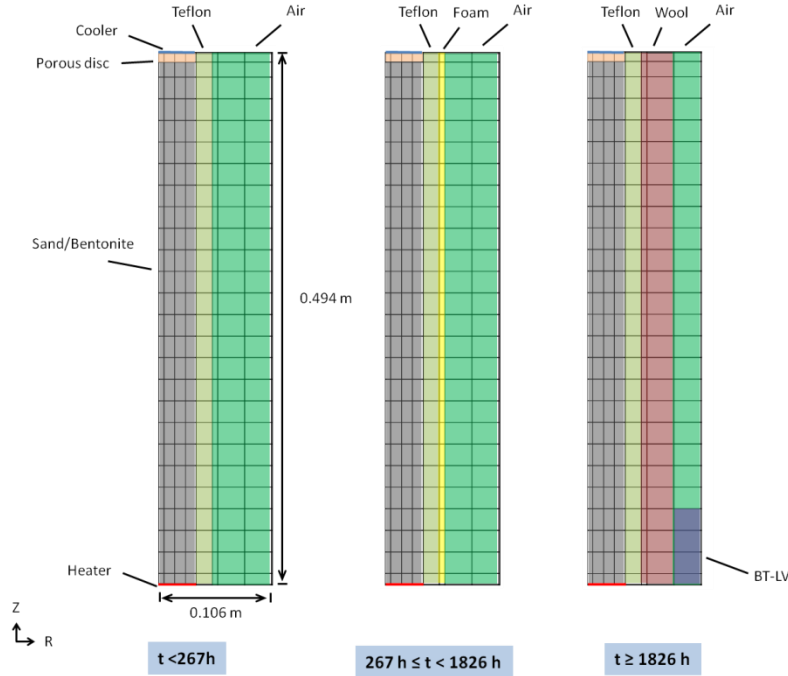 Teflon
Air
Cooler
Porous disc
Sand/Bentonite
0.494 m
Heater
0.106 m
Z
R
t <267h
Teflon
Foam
Air
267 h ≤ t < 1826 h
Teflon
Wool
Air
BT-LV
t ≥ 1826 h